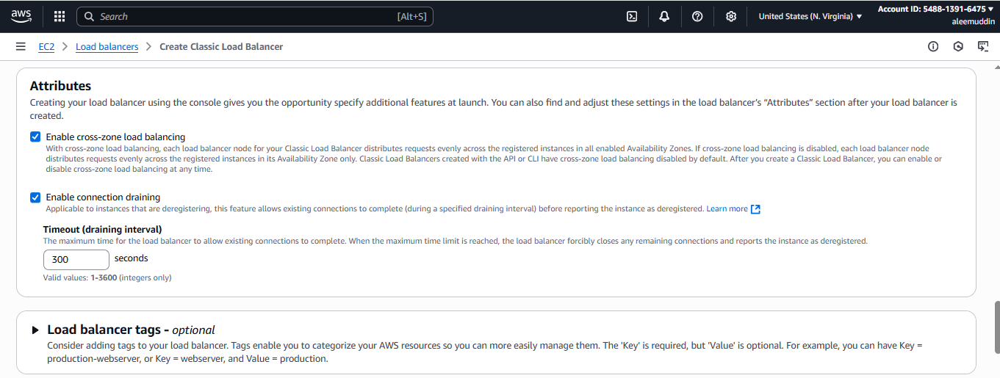 aws
Search
[Alt+S]
United States (N. Virginia)
Account ID: 5488-1391-6475
aleemuddin
EC2
Load balancers
Create Classic Load Balancer
Attributes
Creating your load balancer using the console gives you the opportunity specify additional features at launch. You can also find and adjust these settings in the load balancer's “Attributes” section after your load balancer is
created.
Enable cross-zone load balancing
With cross-zone load balancing, each load balancer node for your Classic Load Balancer distributes requests evenly across the registered instances in all enabled Availability Zones. If cross-zone load balancing is disabled, each load balancer node
distributes requests evenly across the registered instances in its Availability Zone only. Classic Load Balancers created with the API or CLI have cross-zone load balancing disabled by default. After you create a Classic Load Balancer, you can enable or
disable cross-zone load balancing at any time.
Enable connection draining
Applicable to instances that are deregistering, this feature allows existing connections to complete (during a specified draining interval) before reporting the instance as deregistered. Learn more
Timeout (draining interval)
The maximum time for the load balancer to allow existing connections to complete. When the maximum time limit is reached, the load balancer forcibly closes any remaining connections and reports the instance as deregistered.
300 seconds
Valid values: 1-3600 (integers only)
Load balancer tags - optional
Consider adding tags to your load balancer. Tags enable you to categorize your AWS resources so you can more easily manage them. The 'Key' is required, but 'Value' is optional. For example, you can have Key =
production-webserver, or Key = webserver, and Value = production.